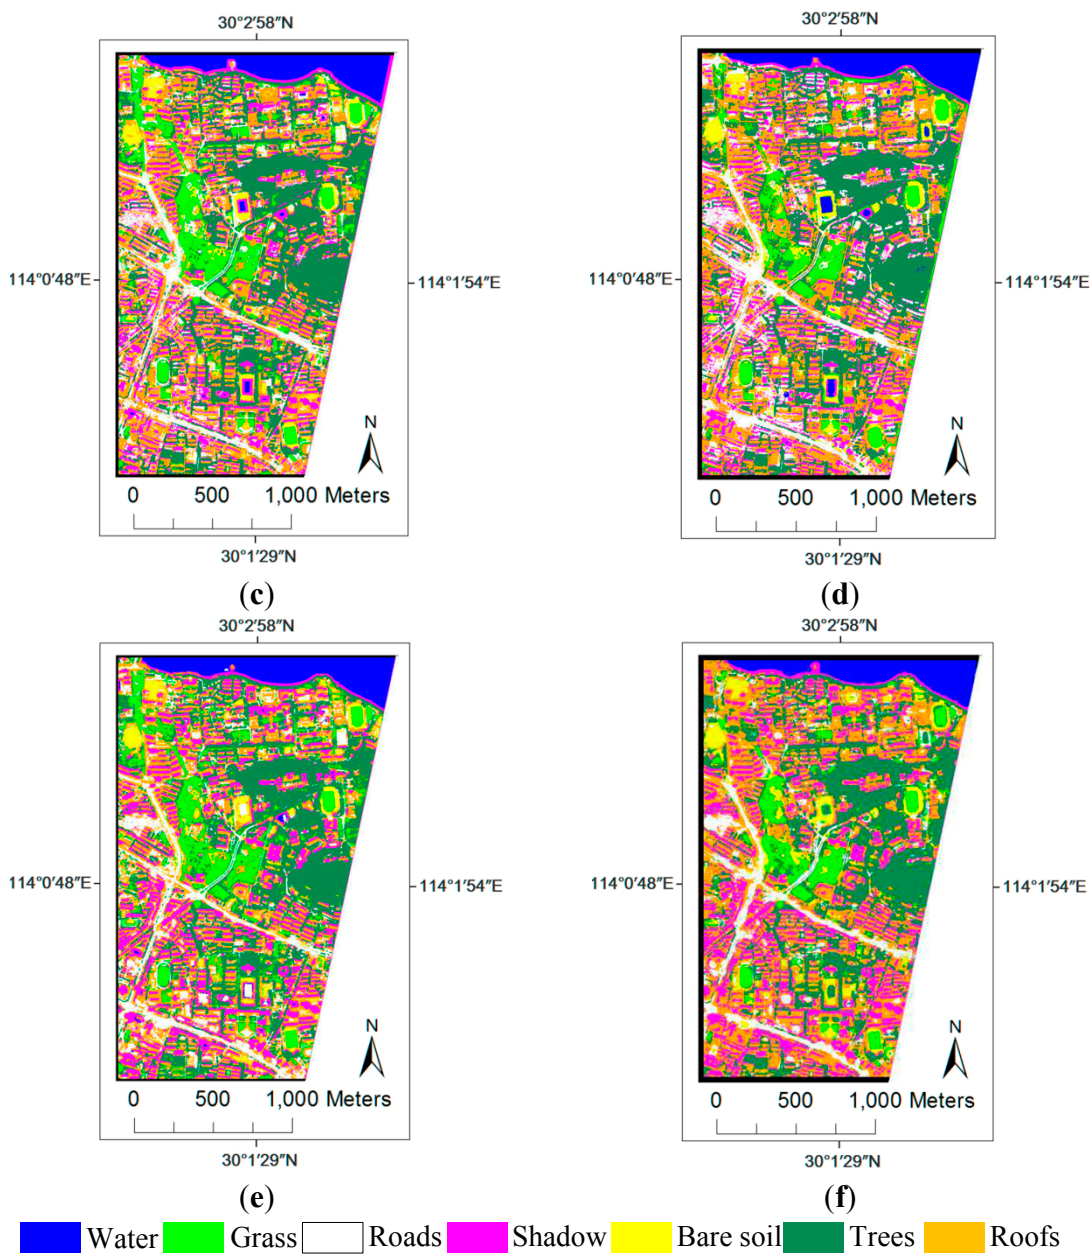 30°2′58″N
30°2′58″N
114°0′48″E
114°1′54″E
114°0′48″E
114°1′54″E
N
N
0 500 1,000 Meters
0 500 1,000 Meters
30°1′29″N
30°1′29″N
(c)
(d)
30°2′58″N
30°2′58″N
114°0′48″E
114°1′54″E
114°0′48″E
114°1′54″E
N
N
0 500 1,000 Meters
0 500 1,000 Meters
30°1′29″N
30°1′29″N
(e)
(f)
Water Grass Roads Shadow Bare soil Trees Roofs